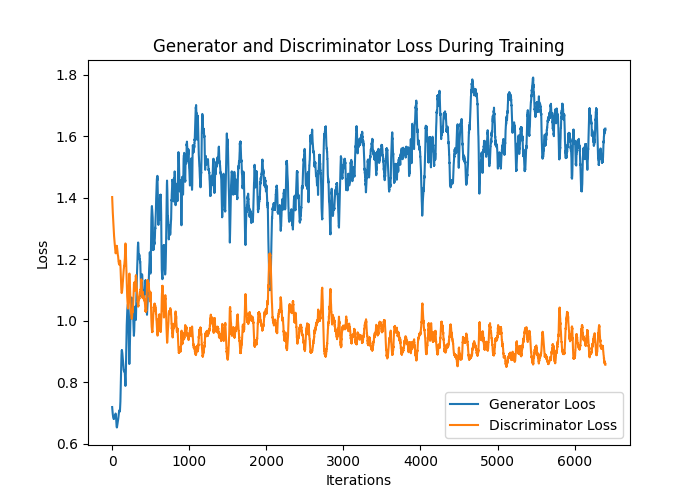 Generator and Discriminator Loss During Training
1.8
1.6
1.4
1.2
1.0
0.8
0.6
Loss
0
1000
2000
3000
4000
5000
6000
Iterations
Generator Loos
Discriminator Loss